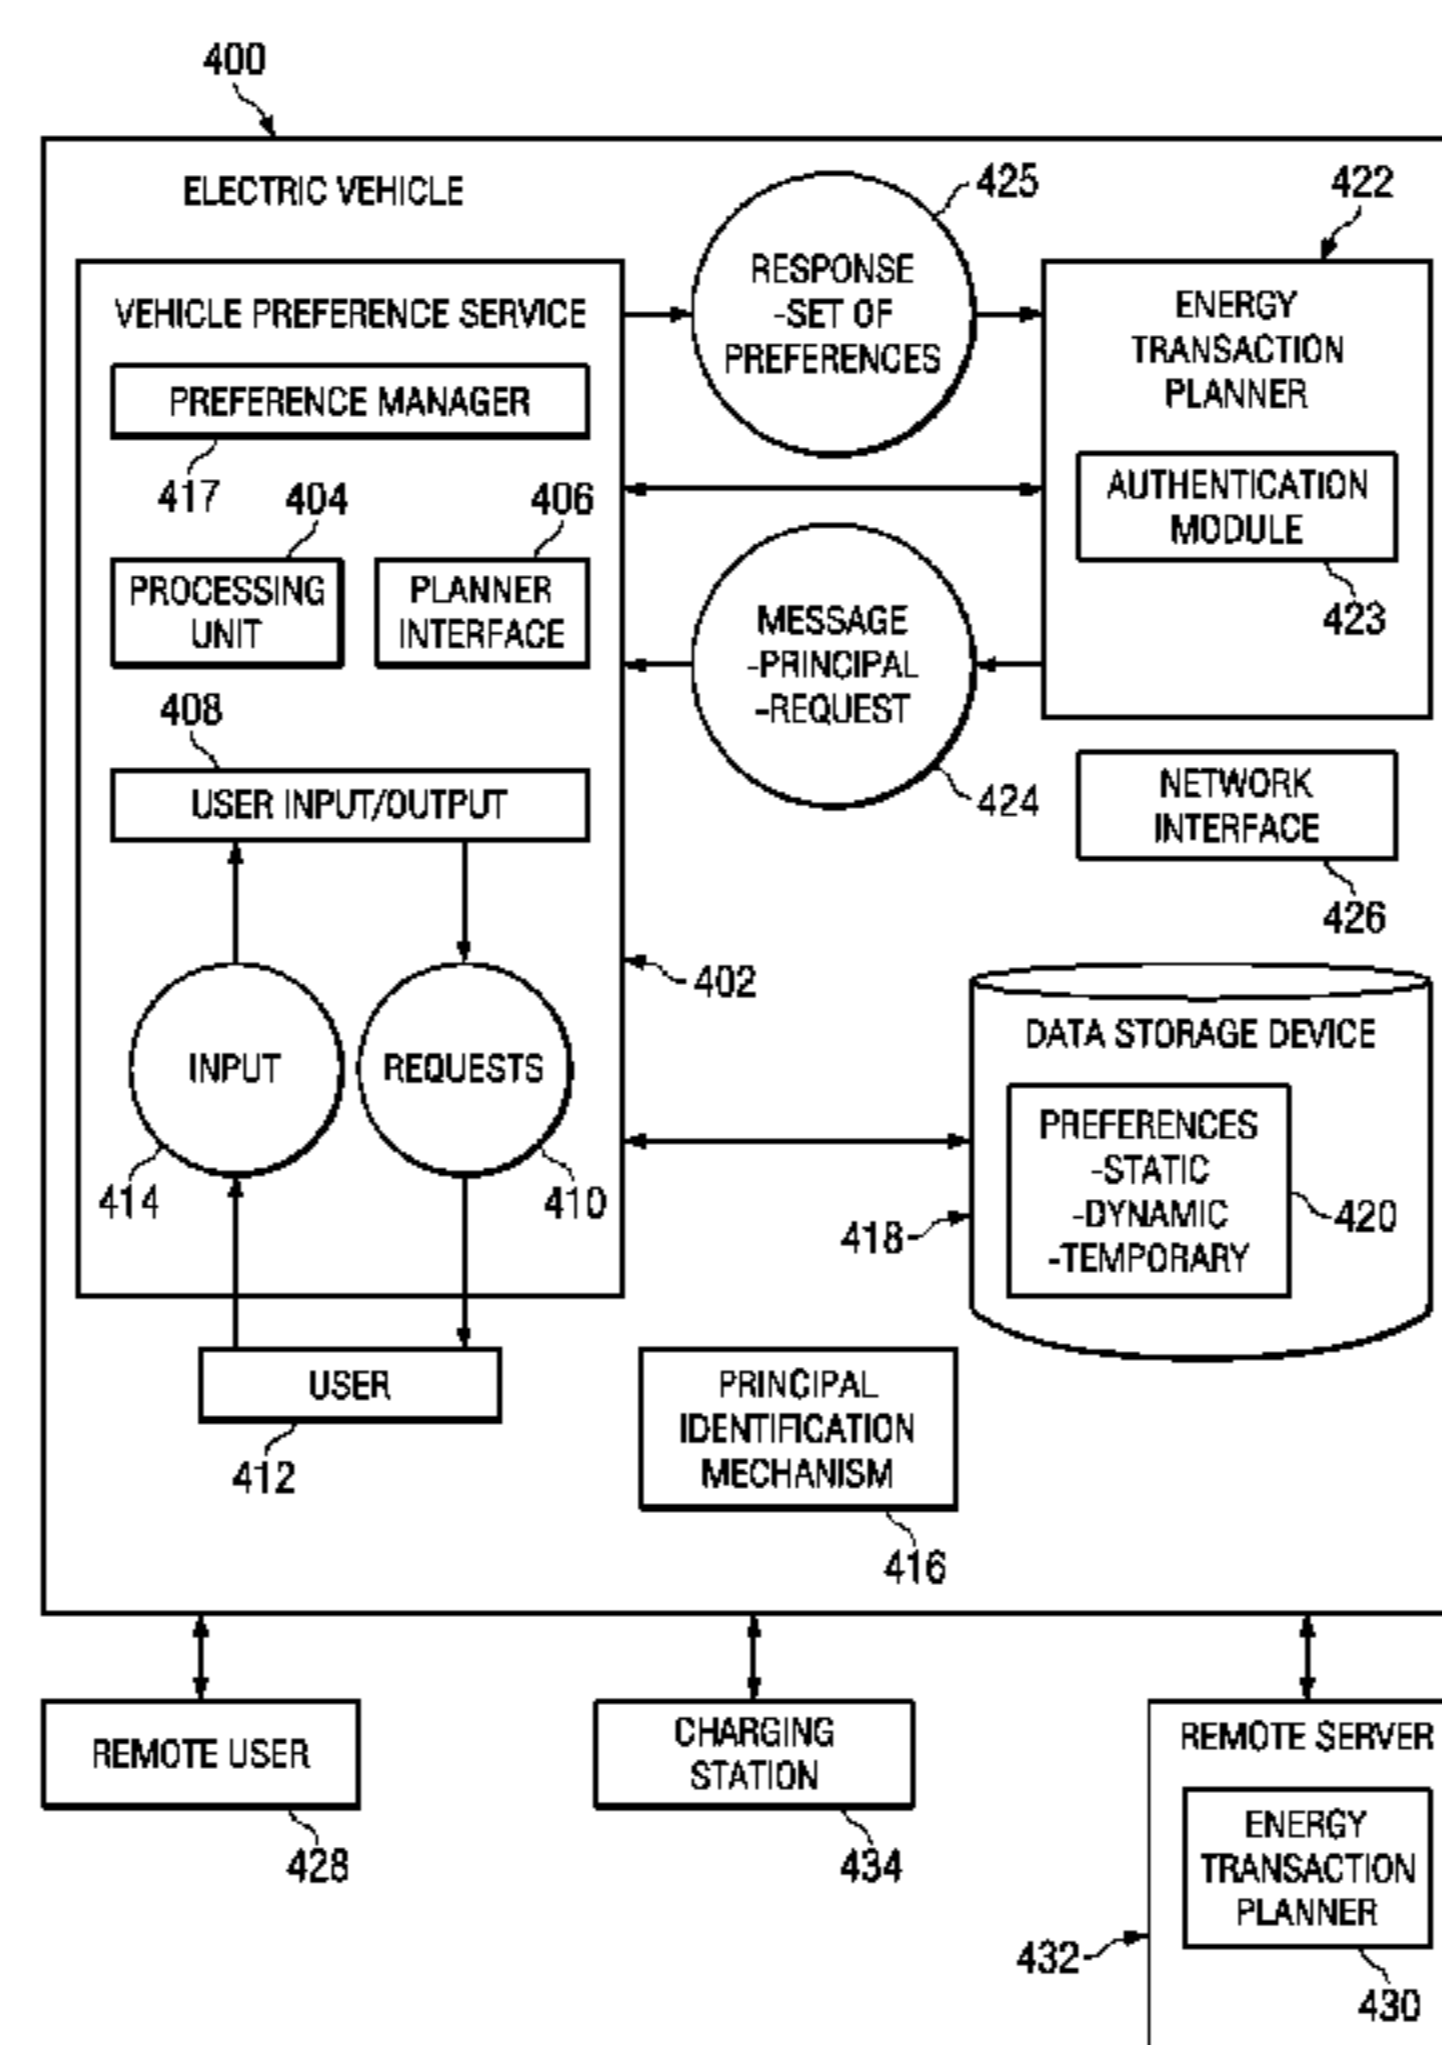 400
ELECTRIC VEHICLE
VEHICLE PREFERENCE SERVICE
PREFERENCE MANAGER
417
404
406
PROCESSING
UNIT
PLANNER
INTERFACE
408
USER INPUT/OUTPUT
INPUT
REQUESTS
414
410
USER
412
425
RESPONSE
-SET OF
PREFERENCES
MESSAGE
-PRINCIPAL
-REQUEST
424
402
422
ENERGY
TRANSACTION
PLANNER
AUTHENTICATION
MODULE
423
NETWORK
INTERFACE
426
DATA STORAGE DEVICE
PREFERENCES
-STATIC
-DYNAMIC
-TEMPORARY
418
420
PRINCIPAL
IDENTIFICATION
MECHANISM
416
REMOTE USER
428
CHARGING
STATION
434
REMOTE SERVER
ENERGY
TRANSACTION
PLANNER
432
430